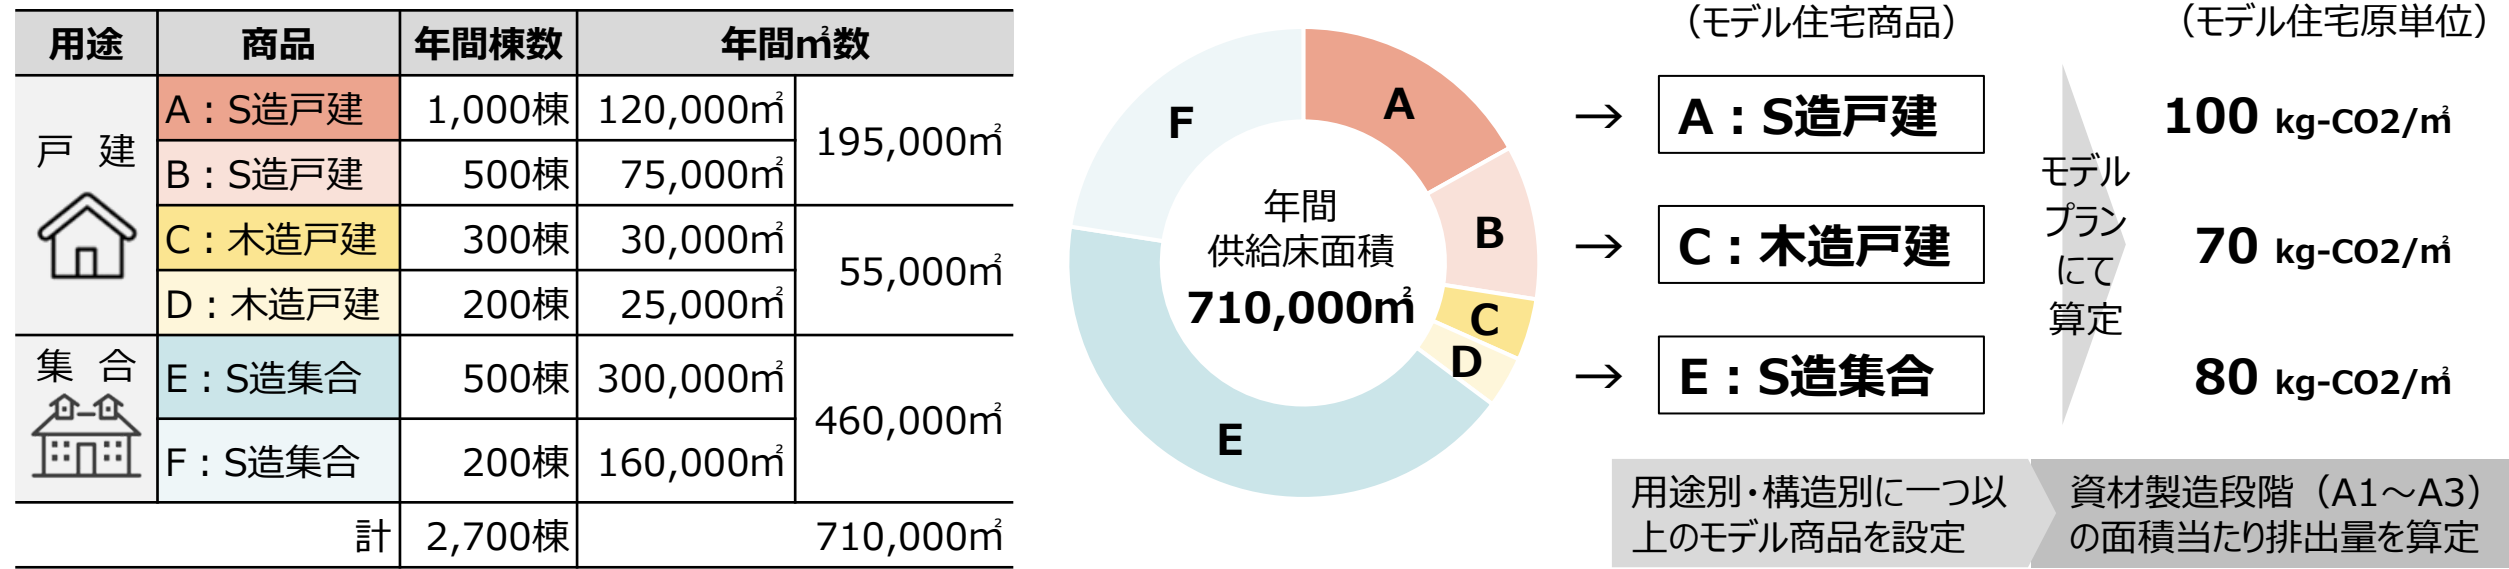 用途 商品 年間棟数 年間㎡数
戸 建
A：S造戸建 1,000棟 120,000㎡ 195,000㎡
B：S造戸建 500棟 75,000㎡
C：木造戸建 300棟 30,000㎡ 55,000㎡
D：木造戸建 200棟 25,000㎡
集 合
E：S造集合 500棟 300,000㎡ 460,000㎡
F：S造集合 200棟 160,000㎡
計 2,700棟 710,000㎡
A
B
C
D
E
F
年間
供給床面積
710,000㎡
（モデル住宅商品）
→ A：S造戸建
→ C：木造戸建
→ E：S造集合
モデル
プラン
にて
算定
（モデル住宅原単位）
100 kg-CO2/㎡
70 kg-CO2/㎡
80 kg-CO2/㎡
用途別・構造別に一つ以
上のモデル商品を設定
資材製造段階（A1～A3）
の面積当たり排出量を算定